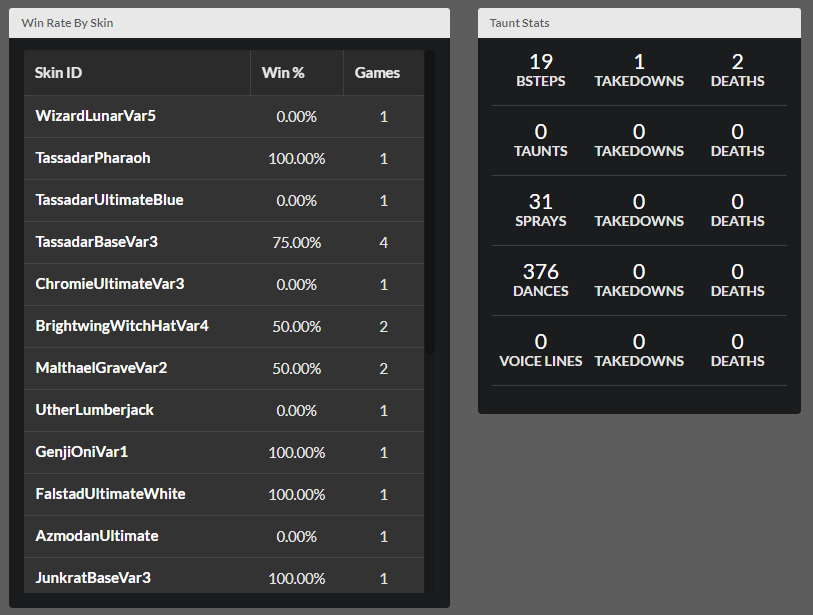 Win Rate By Skin
Skin ID Win % Games
WizardLunarVar5 0.00% 1
TassadarPharaoh 100.00% 1
TassadarUltimateBlue 0.00% 1
TassadarBaseVar3 75.00% 4
ChromieUltimateVar3 0.00% 1
BrightwingWitchHatVar4 50.00% 2
MalthaelGraveVar2 50.00% 2
UtherLumberjack 0.00% 1
GenjiOniVar1 100.00% 1
FalstadUltimateWhite 100.00% 1
AzmodanUltimate 0.00% 1
JunkratBaseVar3 100.00% 1
Taunt Stats
19 1 2
BSTEPS TAKEDOWNS DEATHS
0 0 0
TAUNTS TAKEDOWNS DEATHS
31 0 0
SPRAYS TAKEDOWNS DEATHS
376 0 0
DANCES TAKEDOWNS DEATHS
0 0 0
VOICE LINES TAKEDOWNS DEATHS